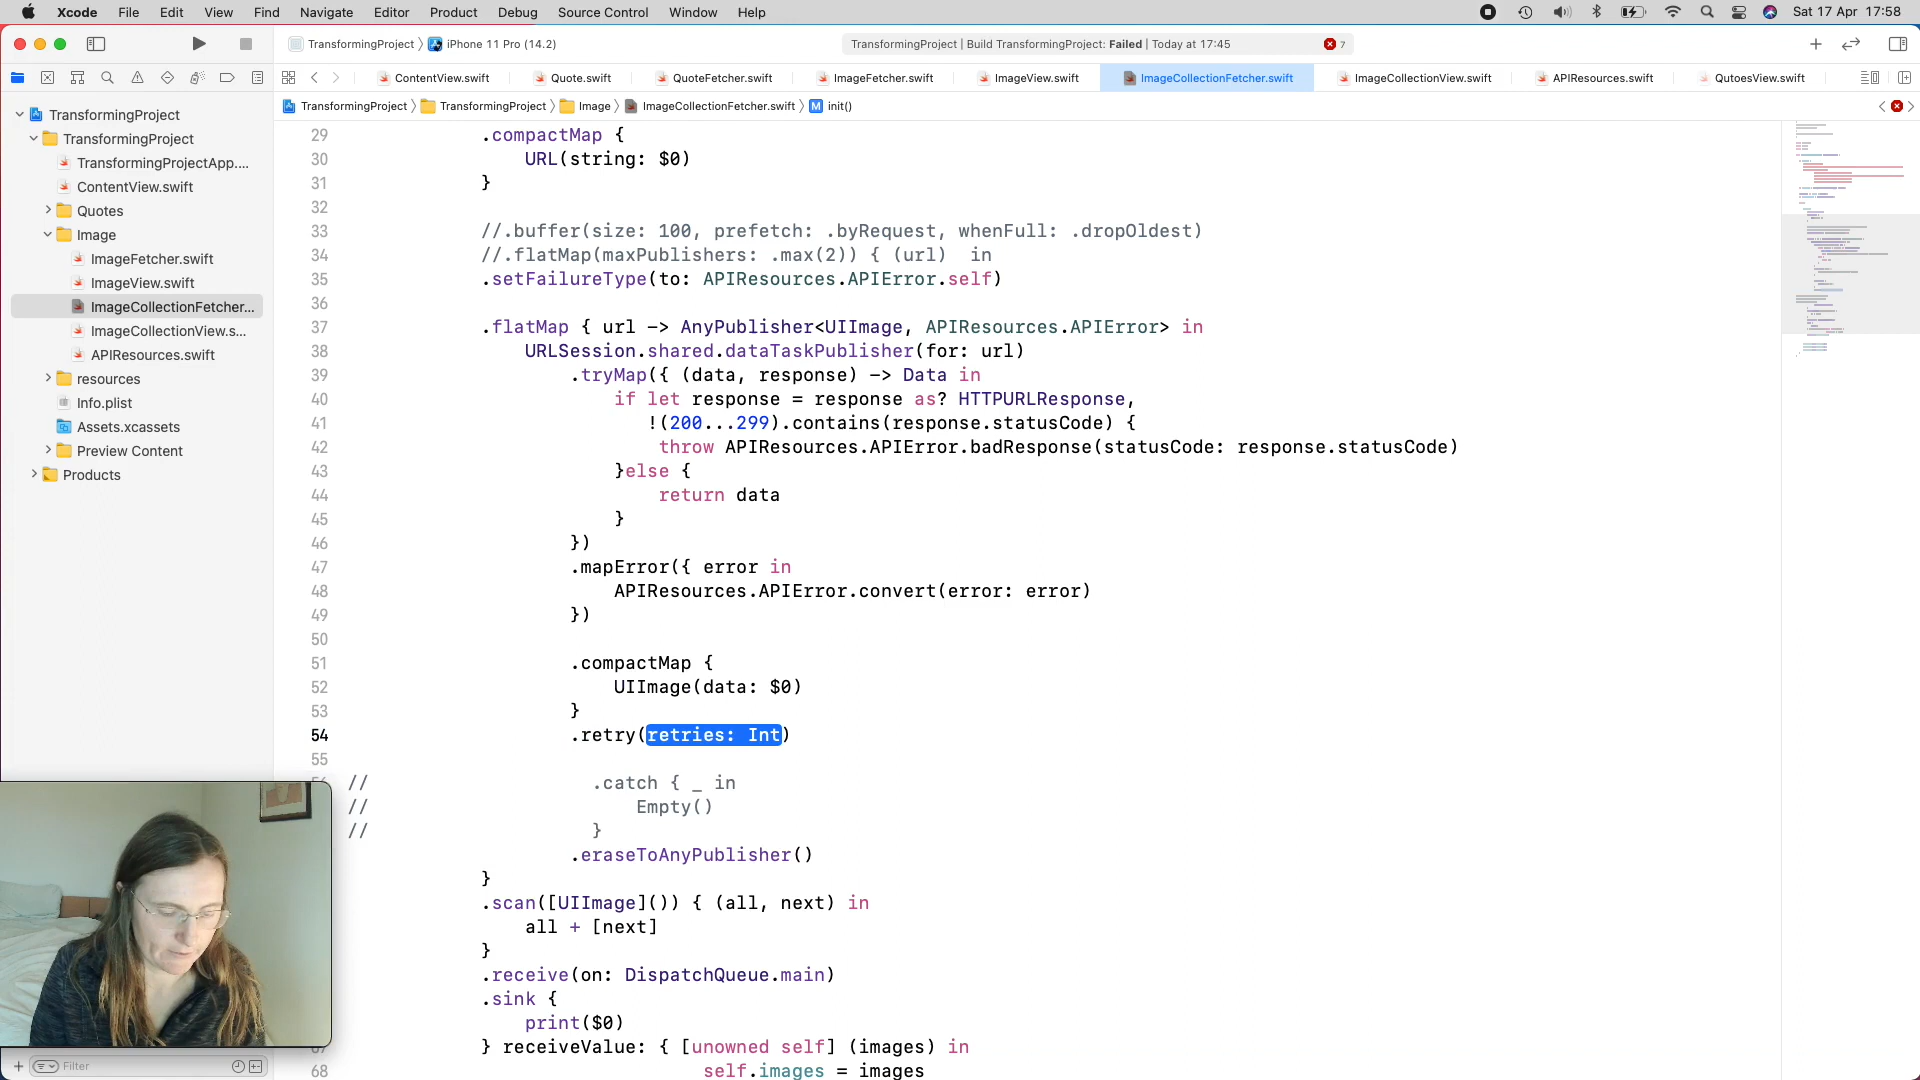 Xcode File Edit View Find Navigate Editor Product Debug Source Control Window Help Sat 17 Apr 17:58
TransformingProject iPhone 11 Pro (14.2) TransformingProject | Build TransformingProject: Failed | Today at 17:45 7
ContentView.swift Quote.swift QuoteFetcher.swift ImageFetcher.swift ImageView.swift ImageCollectionFetcher.swift ImageCollectionView.swift APIResources.swift QutoesView.swift
TransformingProject TransformingProject Image ImageCollectionFetcher.swift M init()
TransformingProject
TransformingProject
TransformingProjectApp....
ContentView.swift
Quotes
Image
ImageFetcher.swift
ImageView.swift
ImageCollectionFetcher...
ImageCollectionView.s...
APIResources.swift
resources
Info.plist
Assets.xcassets
Preview Content
Products
Filter
29 .compactMap {
30 URL(string: $0)
31 }
32
33 //.buffer(size: 100, prefetch: .byRequest, whenFull: .dropOldest)
34 //.flatMap(maxPublishers: .max(2)) { (url) in
35 .setFailureType(to: APIResources.APIError.self)
36
37 .flatMap { url -> AnyPublisher<UIImage, APIResources.APIError> in
38 URLSession.shared.dataTaskPublisher(for: url)
39 .tryMap({ (data, response) -> Data in
40 if let response = response as? HTTPURLResponse,
41 !(200...299).contains(response.statusCode) {
42 throw APIResources.APIError.badResponse(statusCode: response.statusCode)
43 }else {
44 return data
45 }
46 })
47 .mapError({ error in
48 APIResources.APIError.convert(error: error)
49 })
50
51 .compactMap {
52 UIImage(data: $0)
53 }
54 .retry(retries: Int)
55
// .catch { _ in
// Empty()
// }
.eraseToAnyPublisher()
}
.scan([UIImage]()) { (all, next) in
all + [next]
}
.receive(on: DispatchQueue.main)
.sink {
print($0)
} receiveValue: { [unowned self] (images) in
68 self.images = images